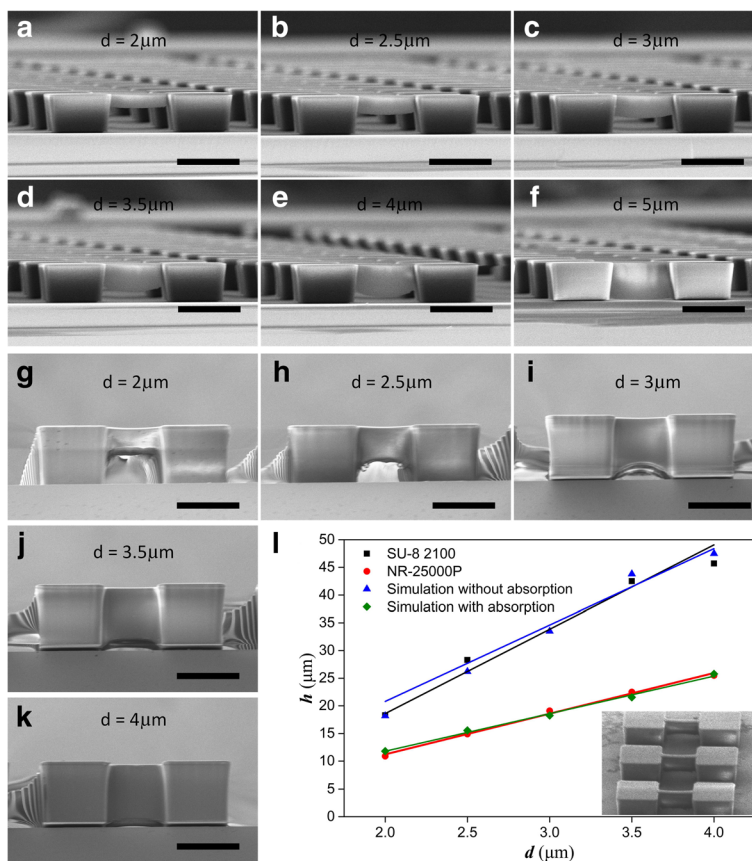 a
d = 2μm
b
d = 2.5μm
c
d = 3μm
d
d = 3.5μm
e
d = 4μm
f
d = 5μm
g
d = 2μm
h
d = 2.5μm
i
d = 3μm
j
d = 3.5μm
k
d = 4μm
l
SU-8 2100
NR-25000P
Simulation without absorption
Simulation with absorption
h (μm)
50
45
40
35
30
25
20
15
10
5
0
2.0 2.5 3.0 3.5 4.0
d (μm)